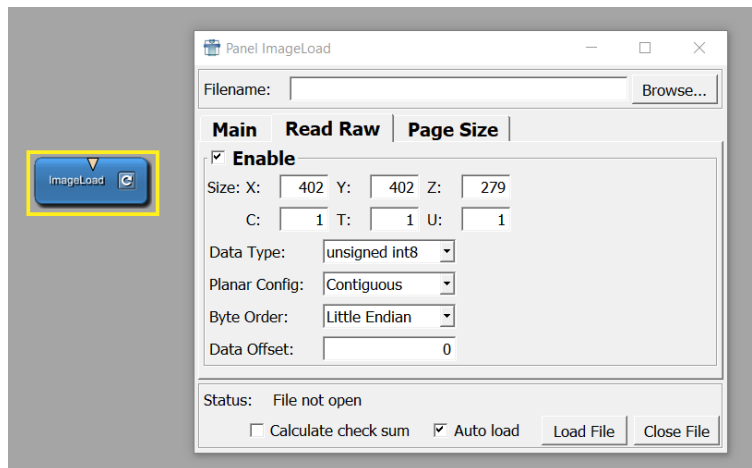 Panel ImageLoad
Filename: Browse...
Main Read Raw Page Size
Enable
ImageLoad
Size: X: 402 Y: 402 Z: 279
C: 1 T: 1 U: 1
Data Type: unsigned int8
Planar Config: Contiguous
Byte Order: Little Endian
Data Offset: 0
Status: File not open
Calculate check sum Auto load Load File Close File